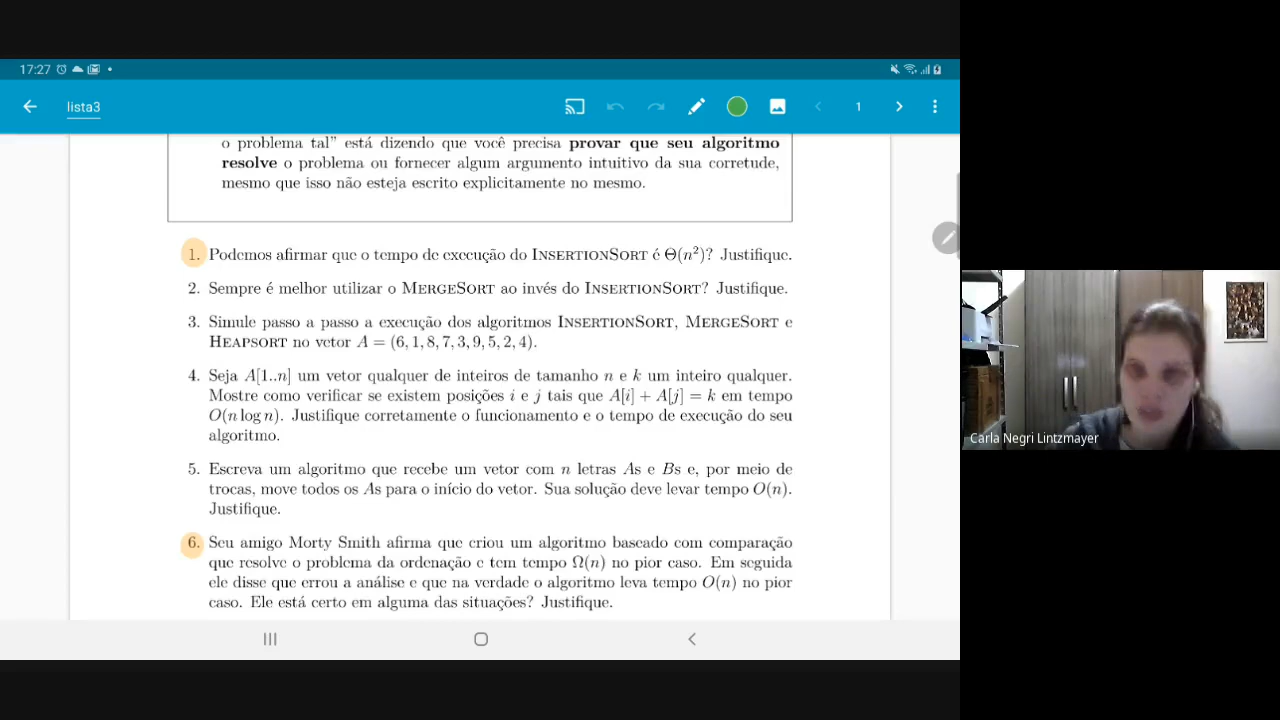 17:27
lista3
1
o problema tal” está dizendo que você precisa provar que seu algoritmo
resolve o problema ou fornecer algum argumento intuitivo da sua corretude,
mesmo que isso não esteja escrito explicitamente no mesmo.
1. Podemos afirmar que o tempo de execução do INSERTIONSORT é Θ(n²)? Justifique.
2. Sempre é melhor utilizar o MERGESORT ao invés do INSERTIONSORT? Justifique.
3. Simule passo a passo a execução dos algoritmos INSERTIONSORT, MERGESORT e
HEAPSORT no vetor A = (6, 1, 8, 7, 3, 9, 5, 2, 4).
4. Seja A[1..n] um vetor qualquer de inteiros de tamanho n e k um inteiro qualquer.
Mostre como verificar se existem posições i e j tais que A[i] + A[j] = k em tempo
O(n log n). Justifique corretamente o funcionamento e o tempo de execução do seu
algoritmo.
5. Escreva um algoritmo que recebe um vetor com n letras As e Bs e, por meio de
trocas, move todos os As para o início do vetor. Sua solução deve levar tempo O(n).
Justifique.
6. Seu amigo Morty Smith afirma que criou um algoritmo baseado com comparação
que resolve o problema da ordenação e tem tempo Ω(n) no pior caso. Em seguida
ele disse que errou a análise e que na verdade o algoritmo leva tempo O(n) no pior
caso. Ele está certo em alguma das situações? Justifique.
Carla Negri Lintzmayer